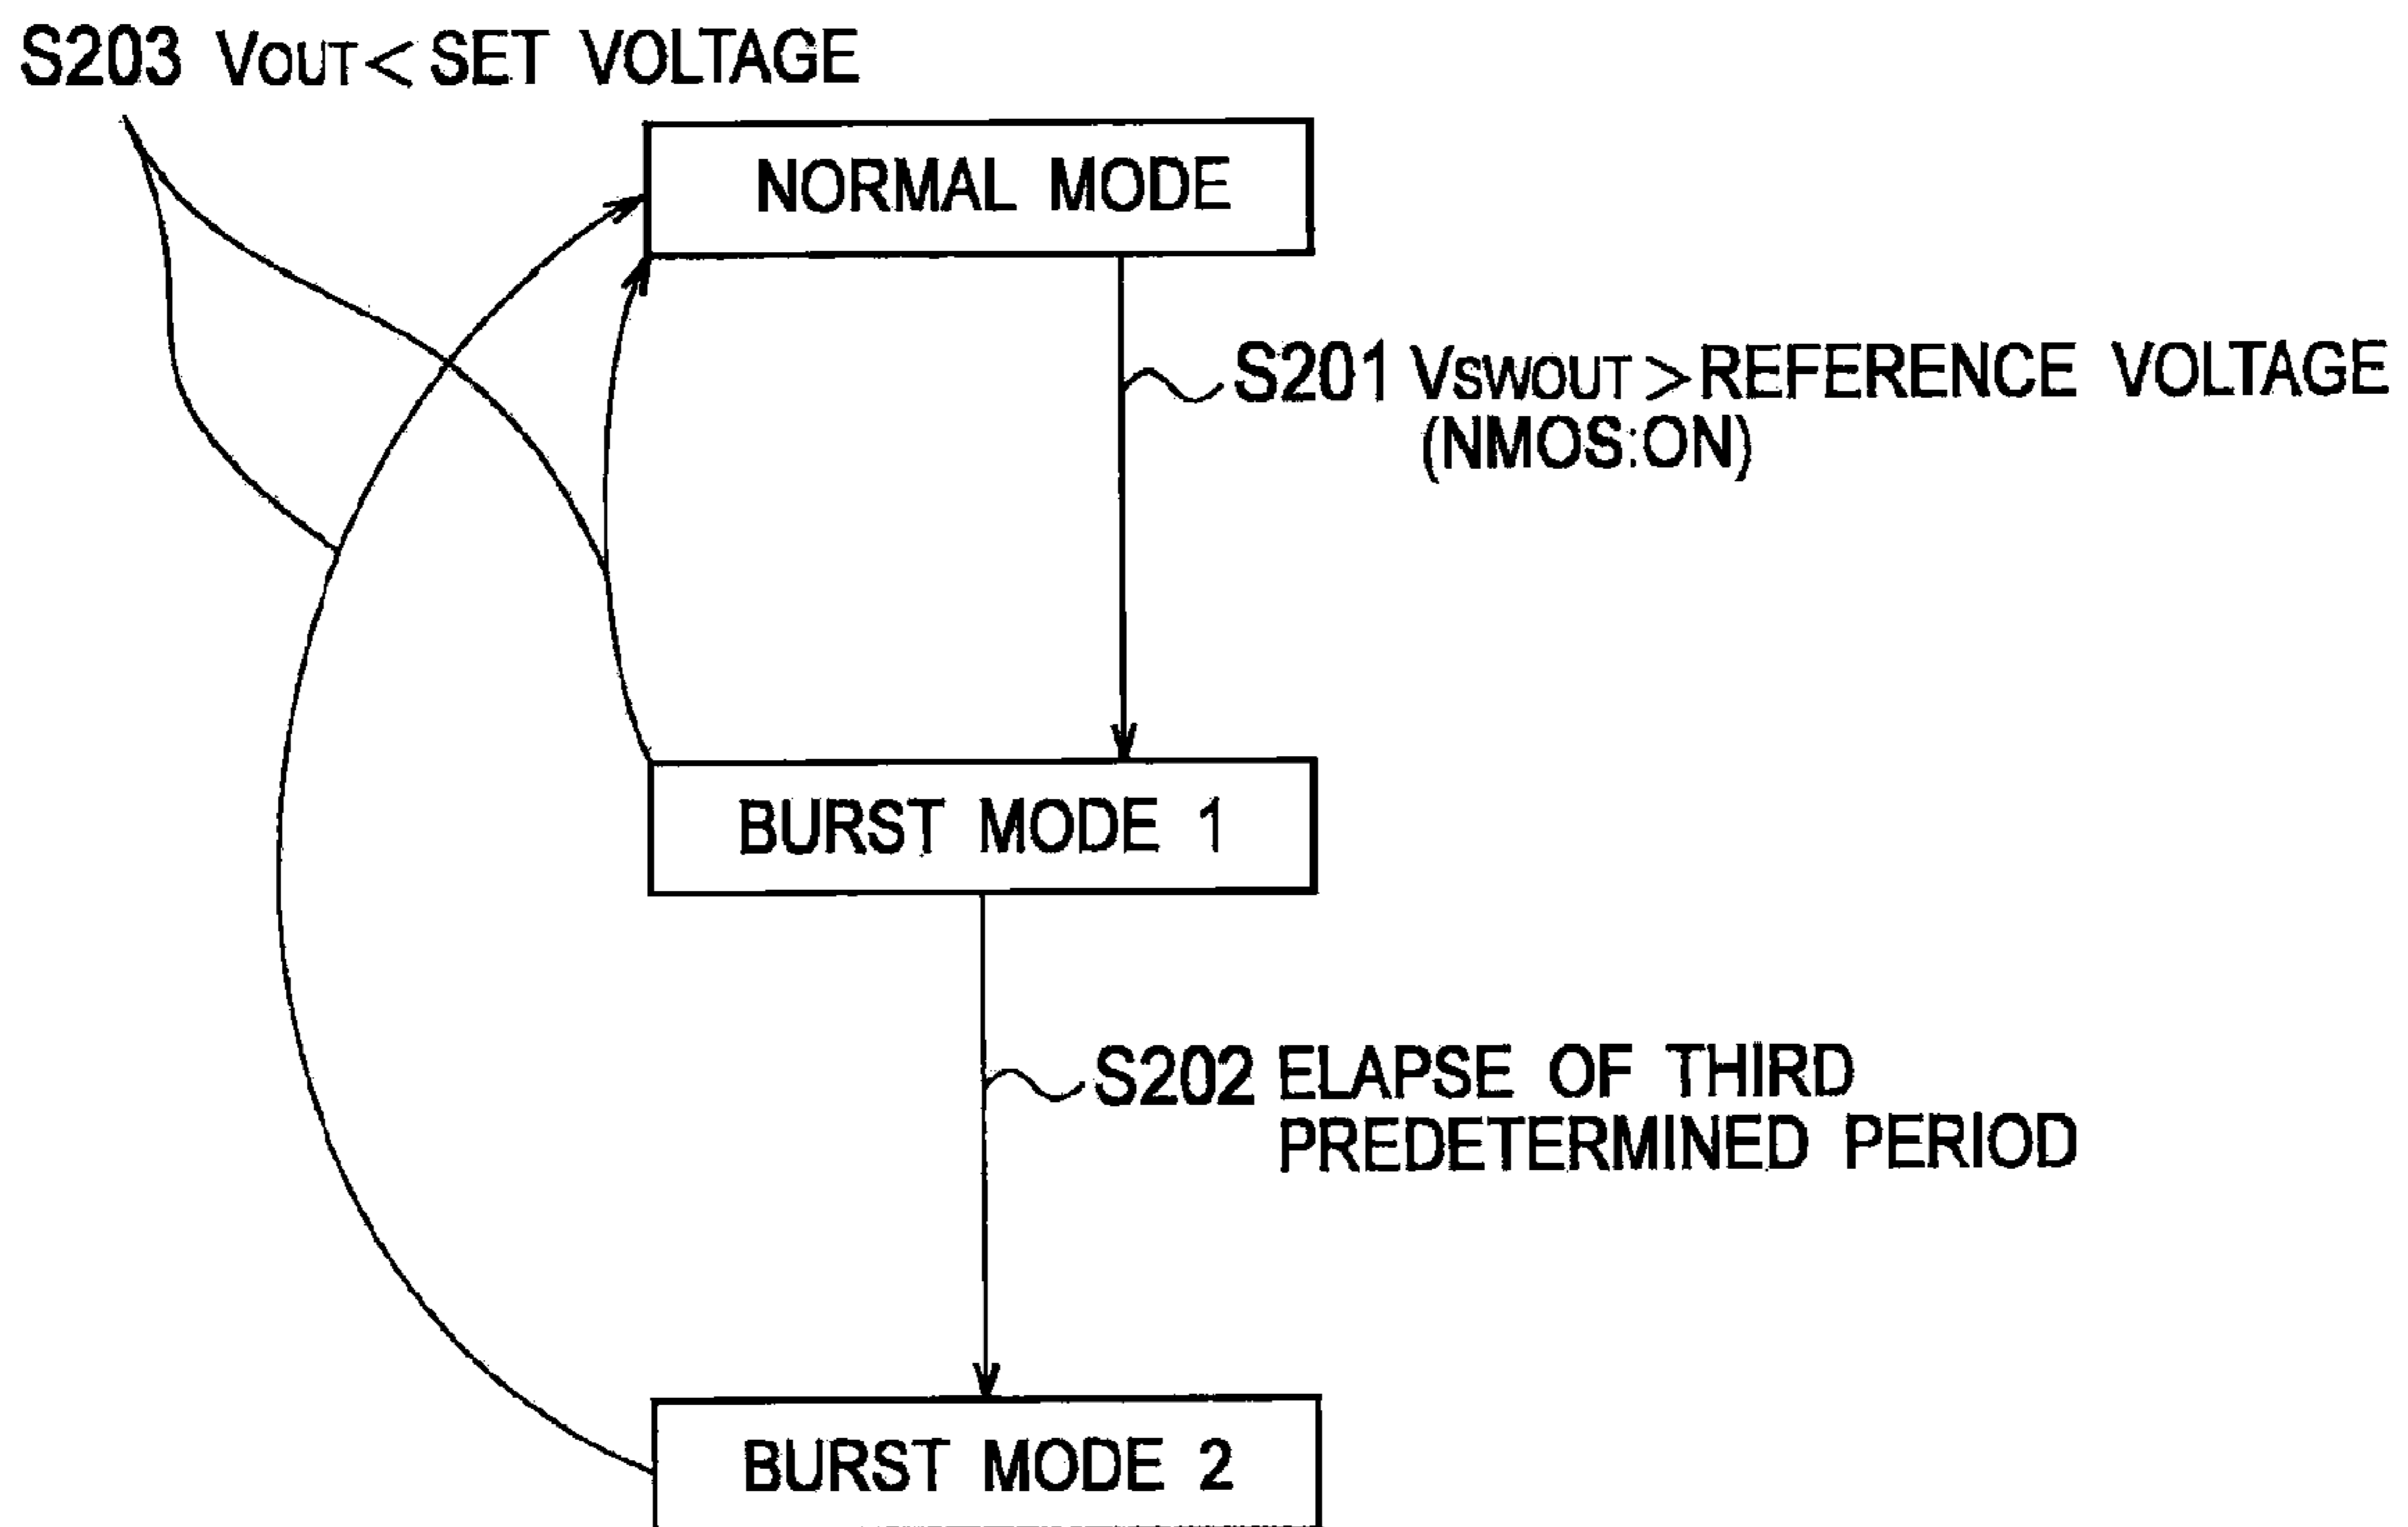 S203 VOUT<SET VOLTAGE
NORMAL MODE
S201 VSWOUT>REFERENCE VOLTAGE
(NMOS:ON)
BURST MODE 1
S202 ELAPSE OF THIRD
PREDETERMINED PERIOD
BURST MODE 2